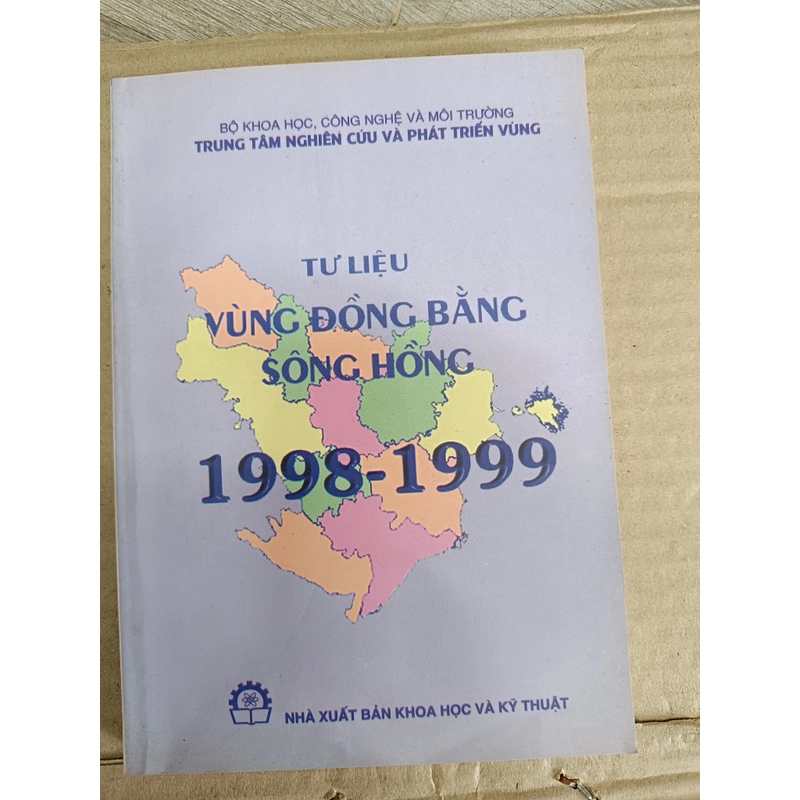 BỘ KHOA HỌC, CÔNG NGHỆ VÀ MÔI TRƯỜNG
TRUNG TÂM NGHIÊN CỨU VÀ PHÁT TRIỂN VÙNG
TƯ LIỆU
VÙNG ĐỒNG BẰNG
SÔNG HỒNG
1998-1999
NHÀ XUẤT BẢN KHOA HỌC VÀ KỸ THUẬT